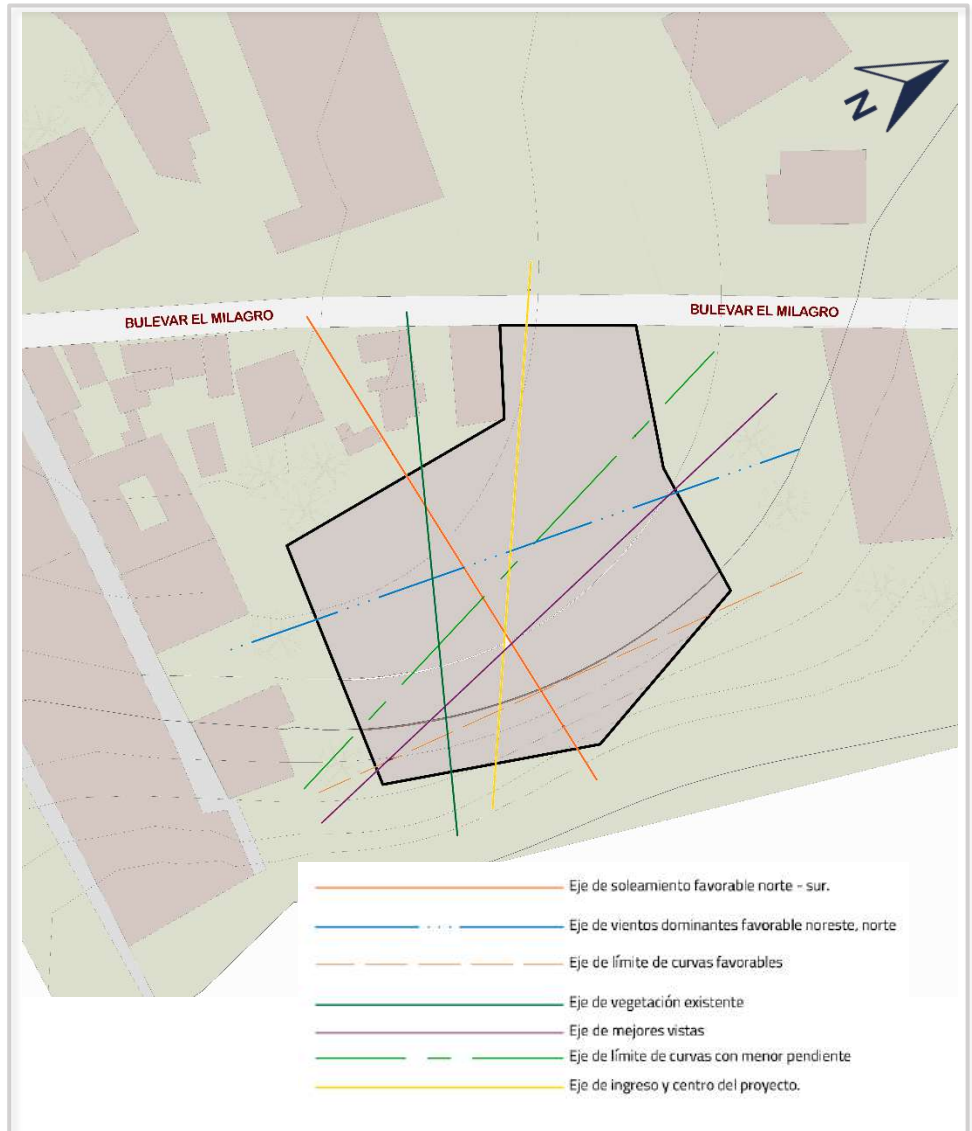 N
BULEVAR EL MILAGRO
BULEVAR EL MILAGRO
Eje de soleamiento favorable norte - sur.
Eje de vientos dominantes favorable noreste, norte
Eje de límite de curvas favorables
Eje de vegetación existente
Eje de mejores vistas
Eje de límite de curvas con menor pendiente
Eje de ingreso y centro del proyecto.